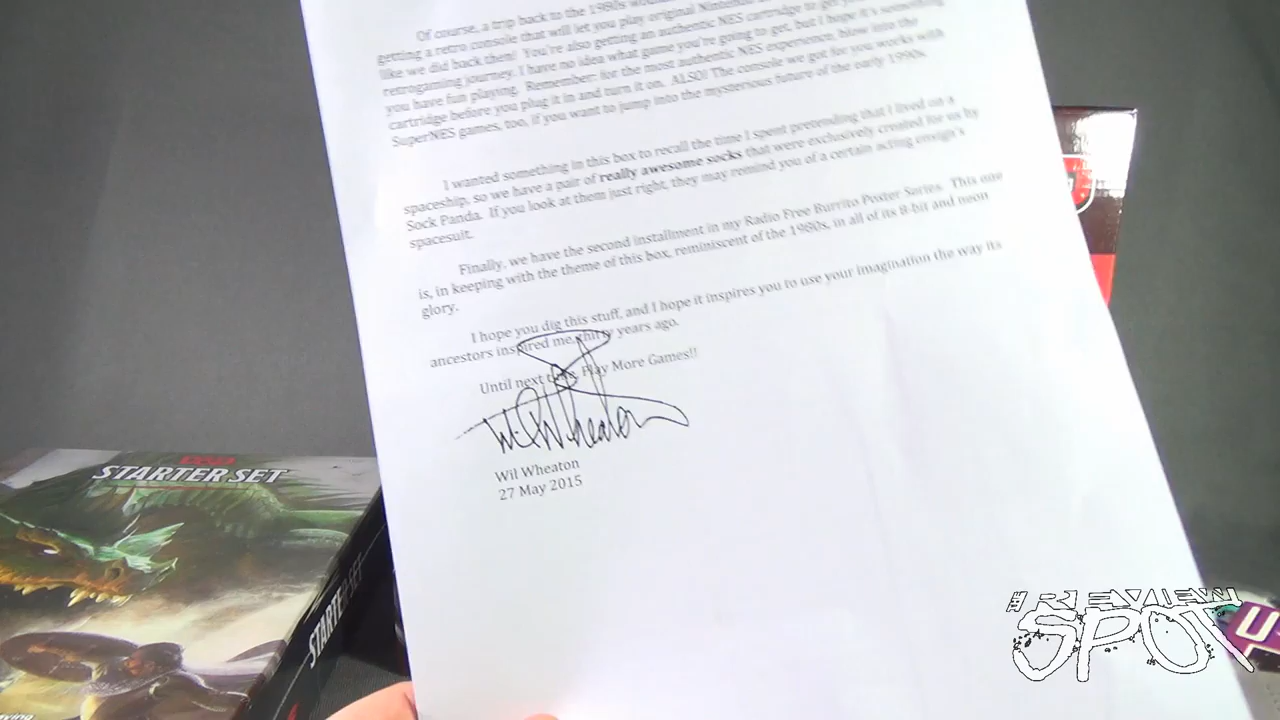 Of course, a trip back to the 1980s
getting a retro console that will let you play original Nintendo
like we did back then! You're also getting an authentic NES cartridge to get
retrogaming journey. I have no idea what game you're going to get, but I hope it's something
you have fun playing. Remember: for the most authentic NES experience, blow into the
cartridge before you plug it in and turn it on. ALSO! The console we got for you works with
SuperNES games, too, if you want to jump into the mysterious future of the early 1990s.
I wanted something in this box to recall the time I spent pretending that I lived on a
spaceship, so we have a pair of really awesome socks that were exclusively created for us by
Sock Panda. If you look at them just right, they may remind you of a certain acting ensign's
spacesuit.
Finally, we have the second installment in my Radio Free Burrito Poster Series. This one
is, in keeping with the theme of this box, reminiscent of the 1980s, in all of its 8-bit and neon
glory.
I hope you dig this stuff, and I hope it inspires you to use your imagination the way its
ancestors inspired me, thirty years ago.
Until next time, Play More Games!!
Wil Wheaton
Wil Wheaton
27 May 2015
STARTER SET
STARTER SET
THE REVIEW
SPOT